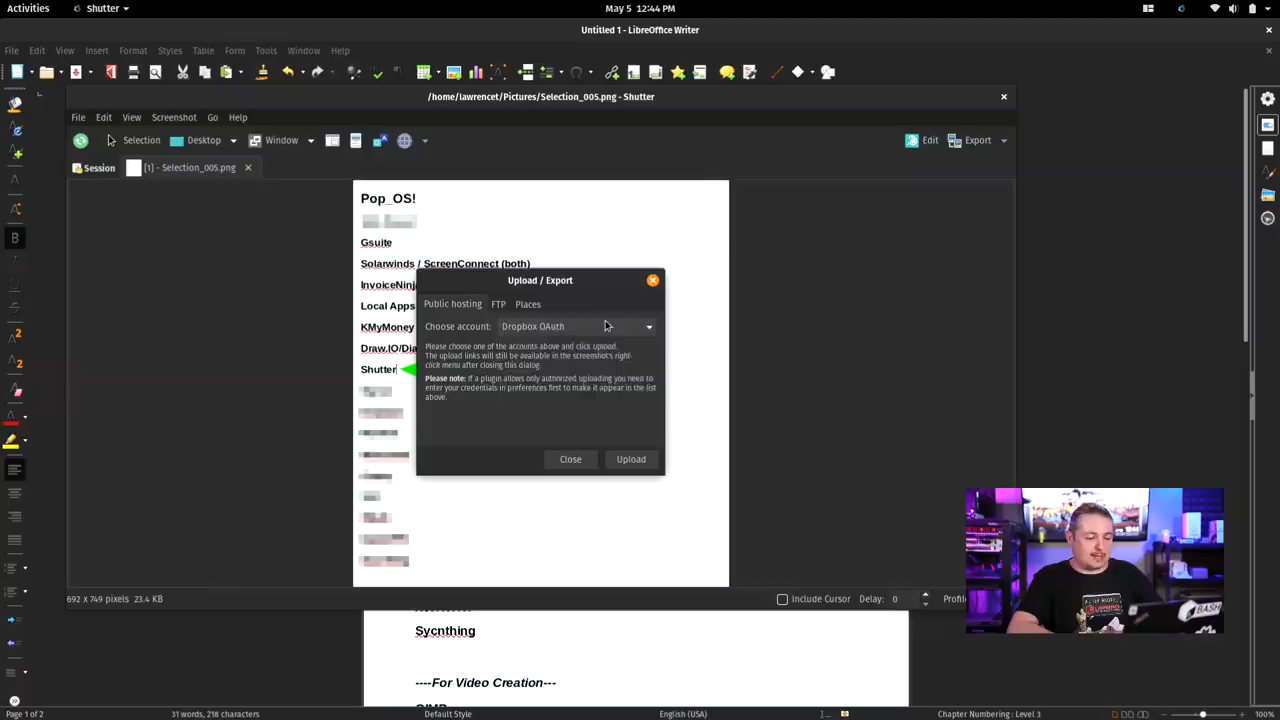 Activities
Shutter
May 5 12:44 PM
Untitled 1 - LibreOffice Writer
File Edit View Insert Format Styles Table Form Tools Window Help
/home/lawrencet/Pictures/Selection_005.png - Shutter
File Edit View Screenshot Go Help
Selection Desktop Window Edit Export
Session [1] - Selection_005.png
Pop_OS!
Gsuite
Solarwinds / ScreenConnect (both)
InvoiceNinj
Local Apps
KMyMoney
Draw.IO/Dia
Shutter
Upload / Export
Public hosting FTP Places
Choose account: Dropbox OAuth
Please choose one of the accounts above and click upload.
The upload links will still be available in the screenshot's right-
click menu after closing this dialog.
Please note: If a plugin allows only authorized uploading you need to
enter your credentials in preferences first to make it appear in the list
above.
Close Upload
692 x 749 pixels 23.4 KB
Include Cursor Delay: 0 Profile
Sycnthing
----For Video Creation---
BASH
Page 1 of 2 31 words, 218 characters Default Style English (USA) Chapter Numbering : Level 3 100%